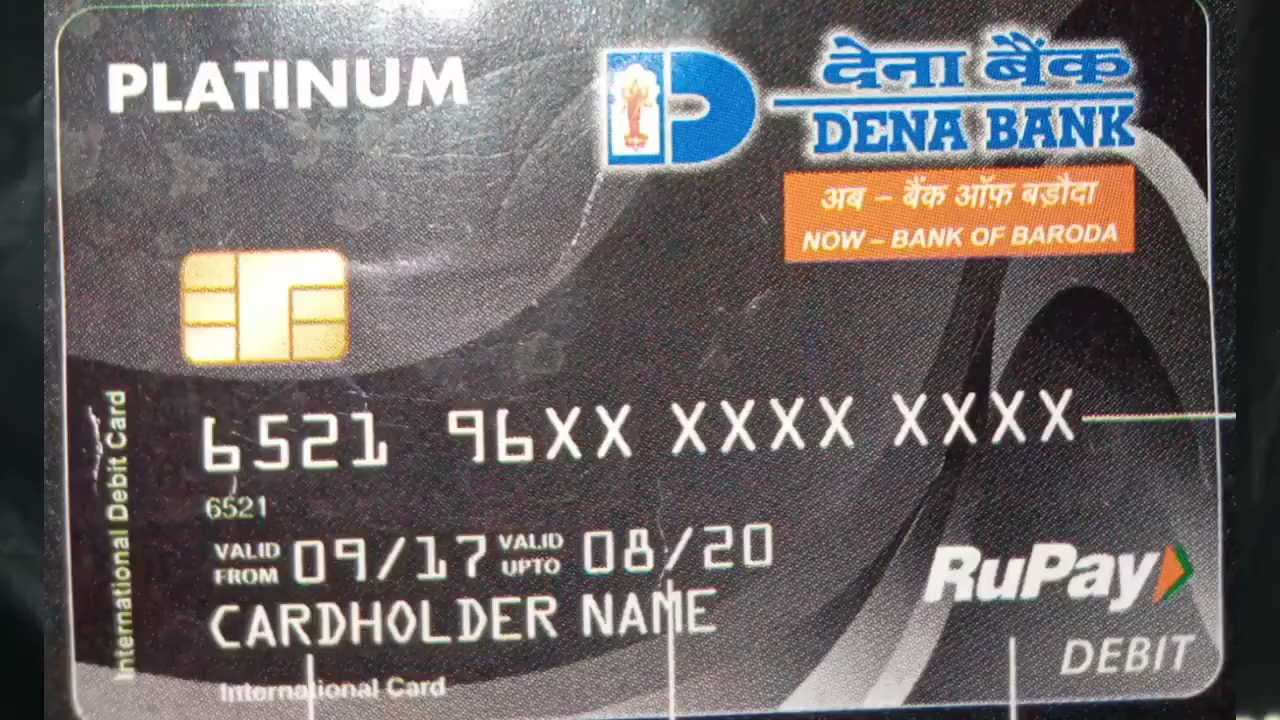 PLATINUM
देना बैंक
DENA BANK
अब - बैंक ऑफ़ बड़ौदा
NOW - BANK OF BARODA
6521 96XX XXXX XXXX
6521
VALID FROM 09/17 VALID UPTO 08/20
CARDHOLDER NAME
International Card
International Debit Card
RuPay
DEBIT